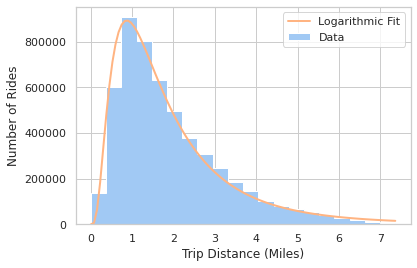 Logarithmic Fit
Data
800000
600000
400000
200000
0
Number of Rides
0 1 2 3 4 5 6 7
Trip Distance (Miles)